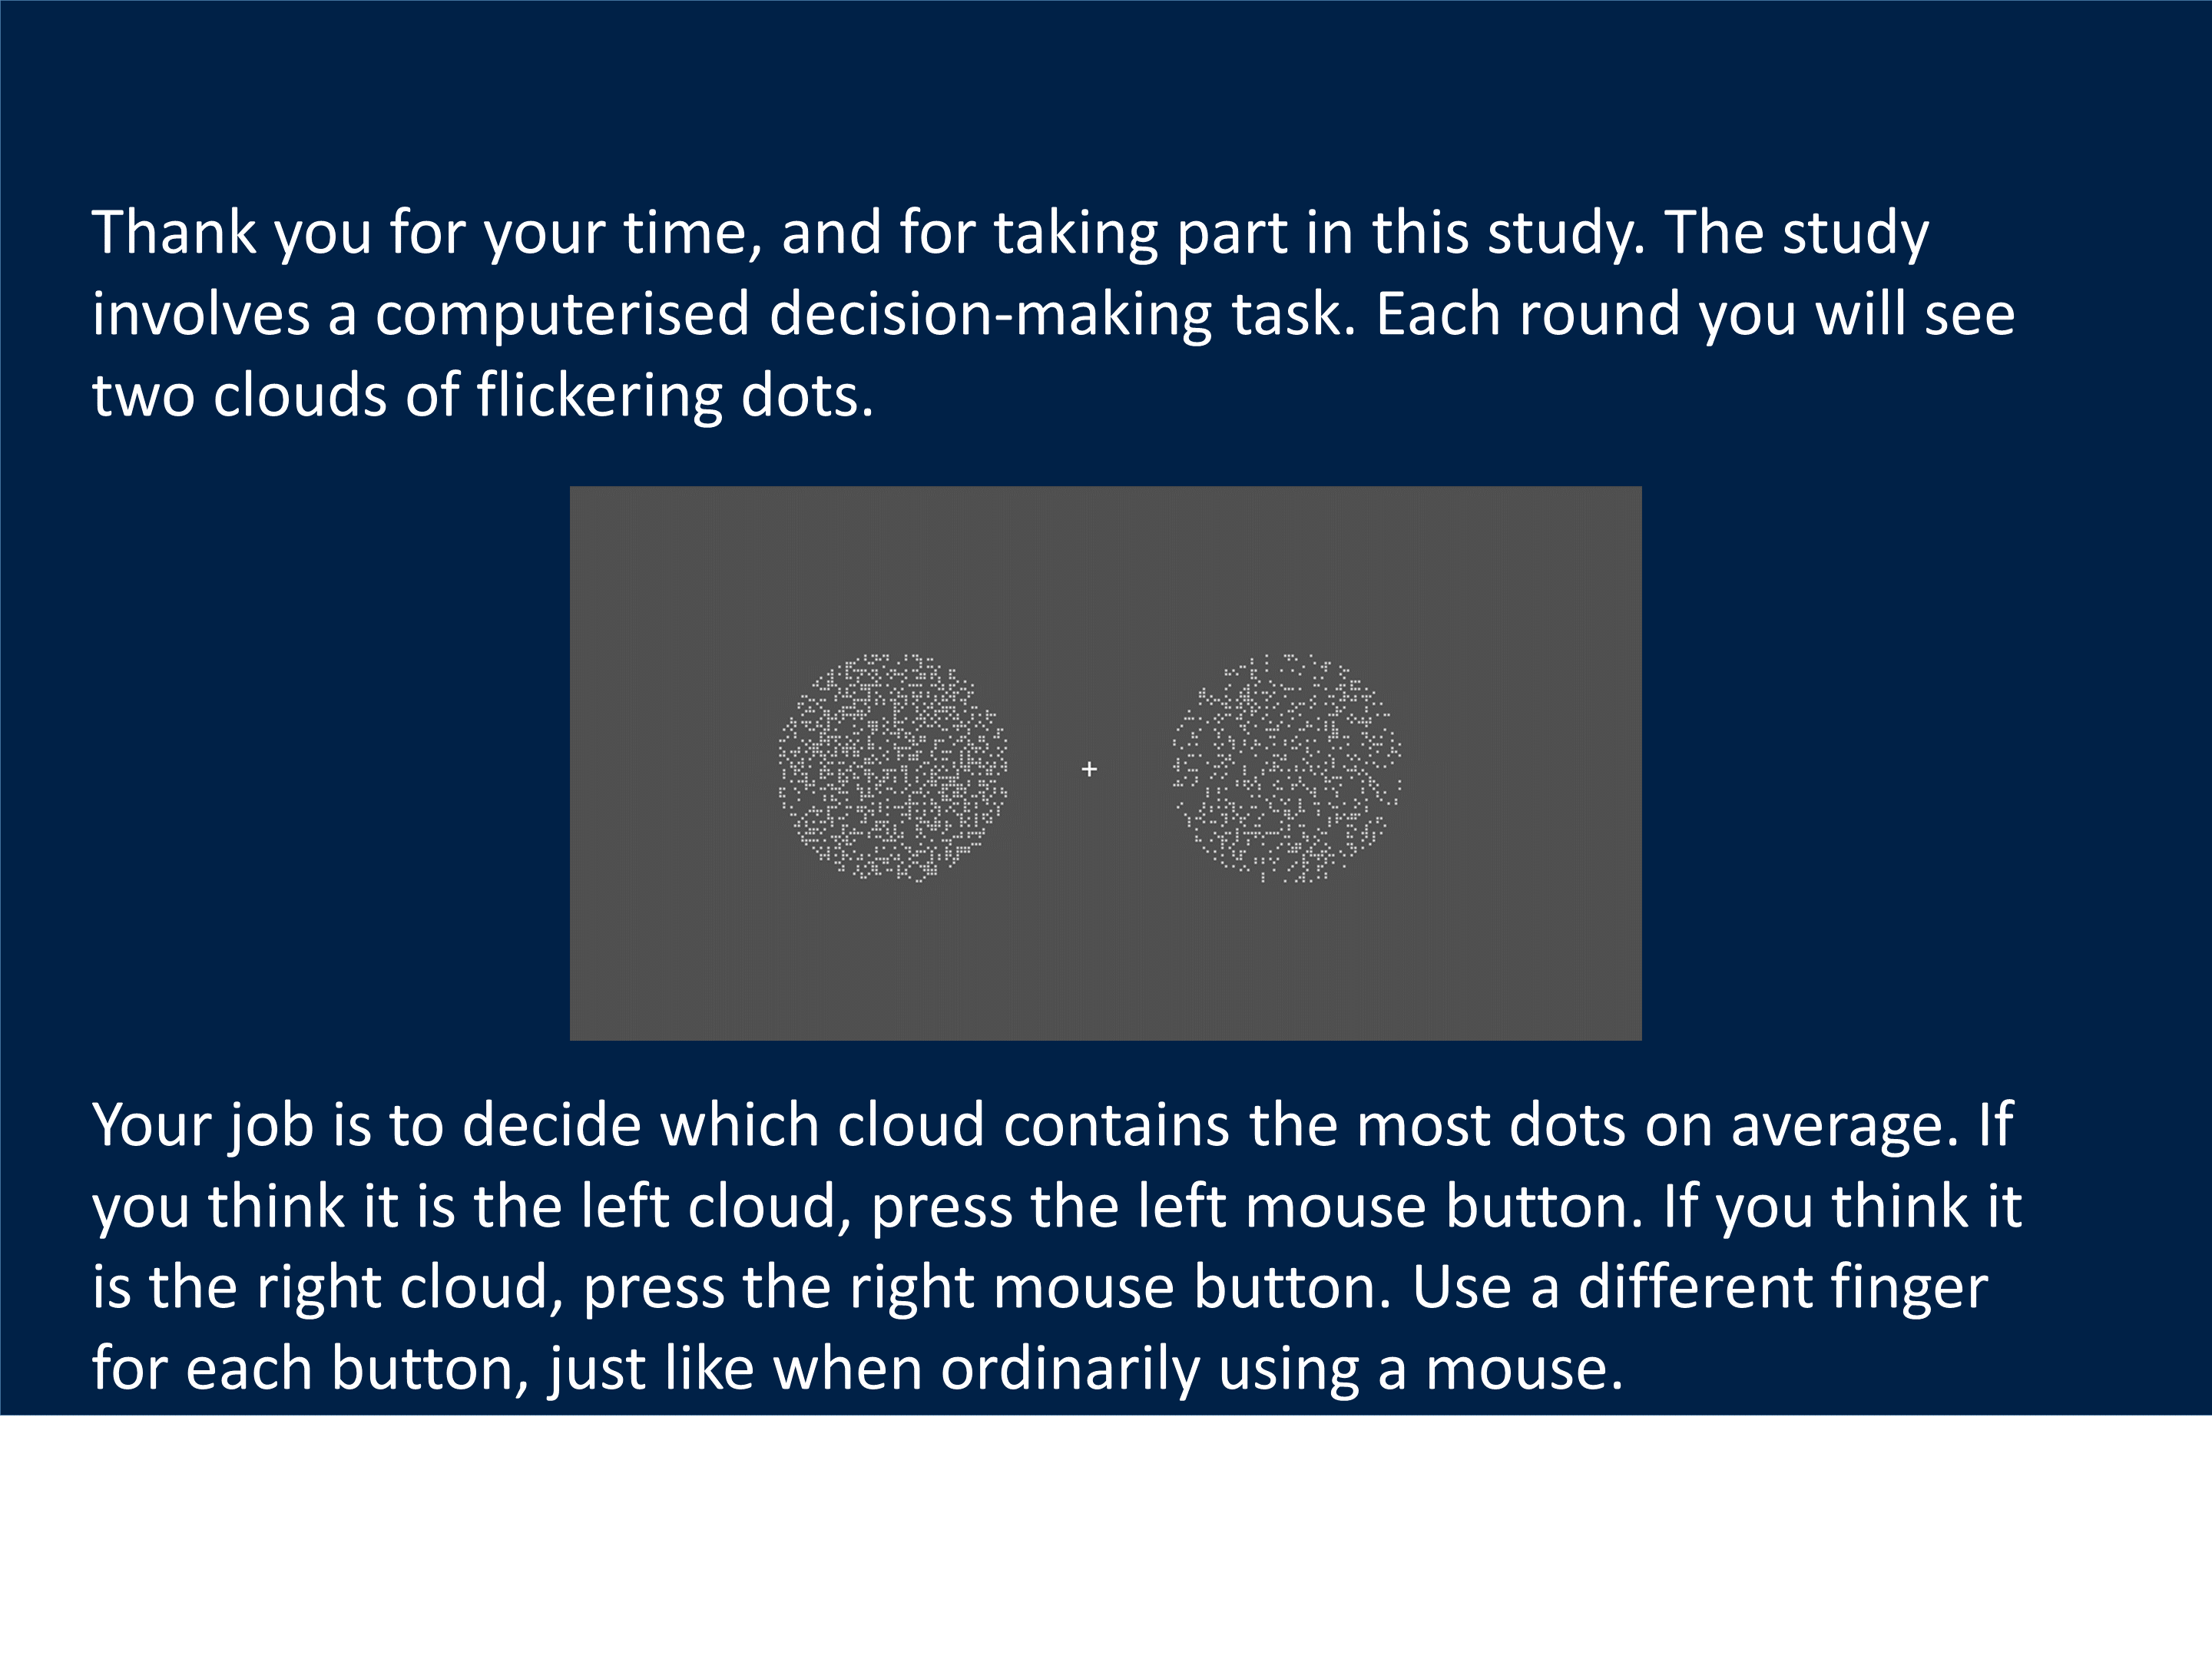 Thank you for your time, and for taking part in this study. The study
involves a computerised decision-making task. Each round you will see
two clouds of flickering dots.
+
Your job is to decide which cloud contains the most dots on average. If
you think it is the left cloud, press the left mouse button. If you think it
is the right cloud, press the right mouse button. Use a different finger
for each button, just like when ordinarily using a mouse.